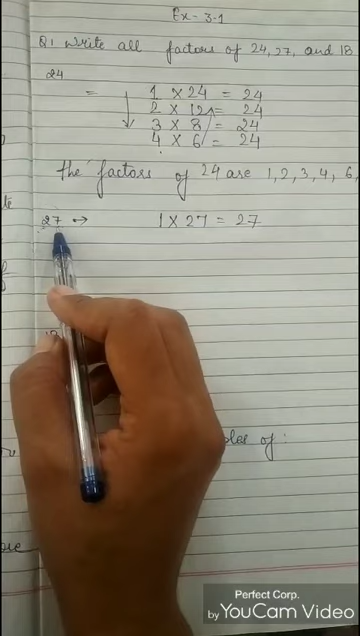 Ex - 3.1
Q1 Write all factors of 24, 27, and 18
24
= 1 × 24 = 24
2 × 12 = 24
3 × 8 = 24
4 × 6 = 24
The factors of 24 are 1, 2, 3, 4, 6,
27 → 1 × 27 = 27
ples of :
Perfect Corp.
by YouCam Video